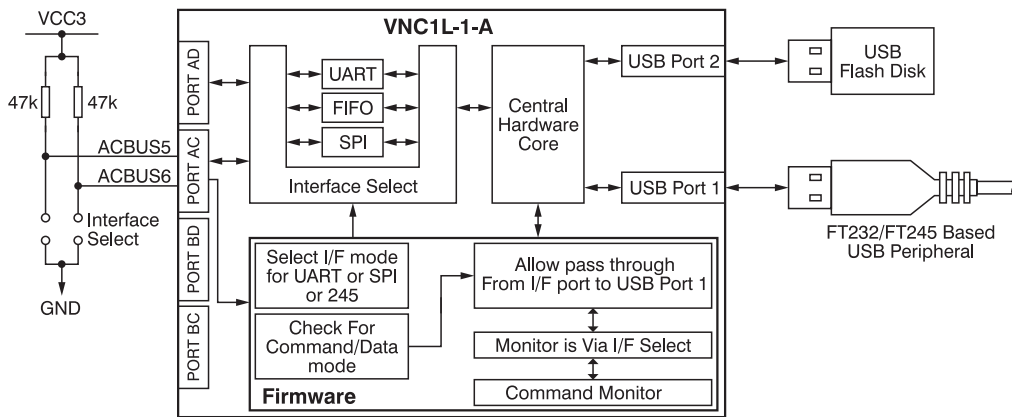 VCC3
VNC1L-1-A
47k
47k
PORT AD
PORT AC
PORT BD
PORT BC
ACBUS5
ACBUS6
Interface
Select
GND
UART
FIFO
SPI
Interface Select
Central
Hardware
Core
USB Port 2
USB Port 1
USB
Flash Disk
FT232/FT245 Based
USB Peripheral
Select I/F mode
for UART or SPI
or 245
Check For
Command/Data
mode
Allow pass through
From I/F port to USB Port 1
Monitor is Via I/F Select
Command Monitor
Firmware